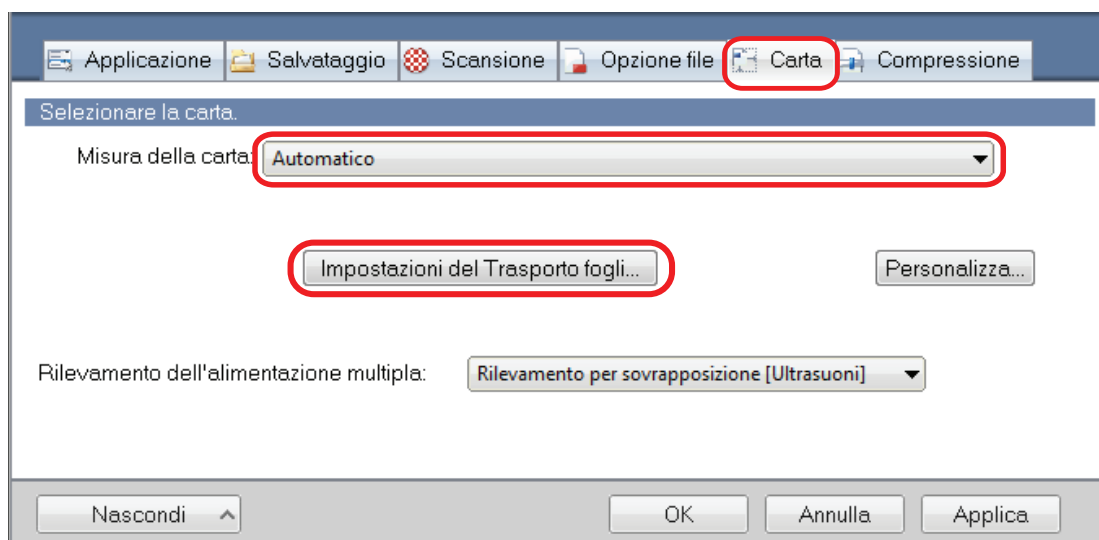 Applicazione Salvataggio Scansione Opzione file Carta Compressione
Selezionare la carta.
Misura della carta: Automatico
Impostazioni del Trasporto fogli... Personalizza...
Rilevamento dell'alimentazione multipla: Rilevamento per sovrapposizione [Ultrasuoni]
Nascondi OK Annulla Applica